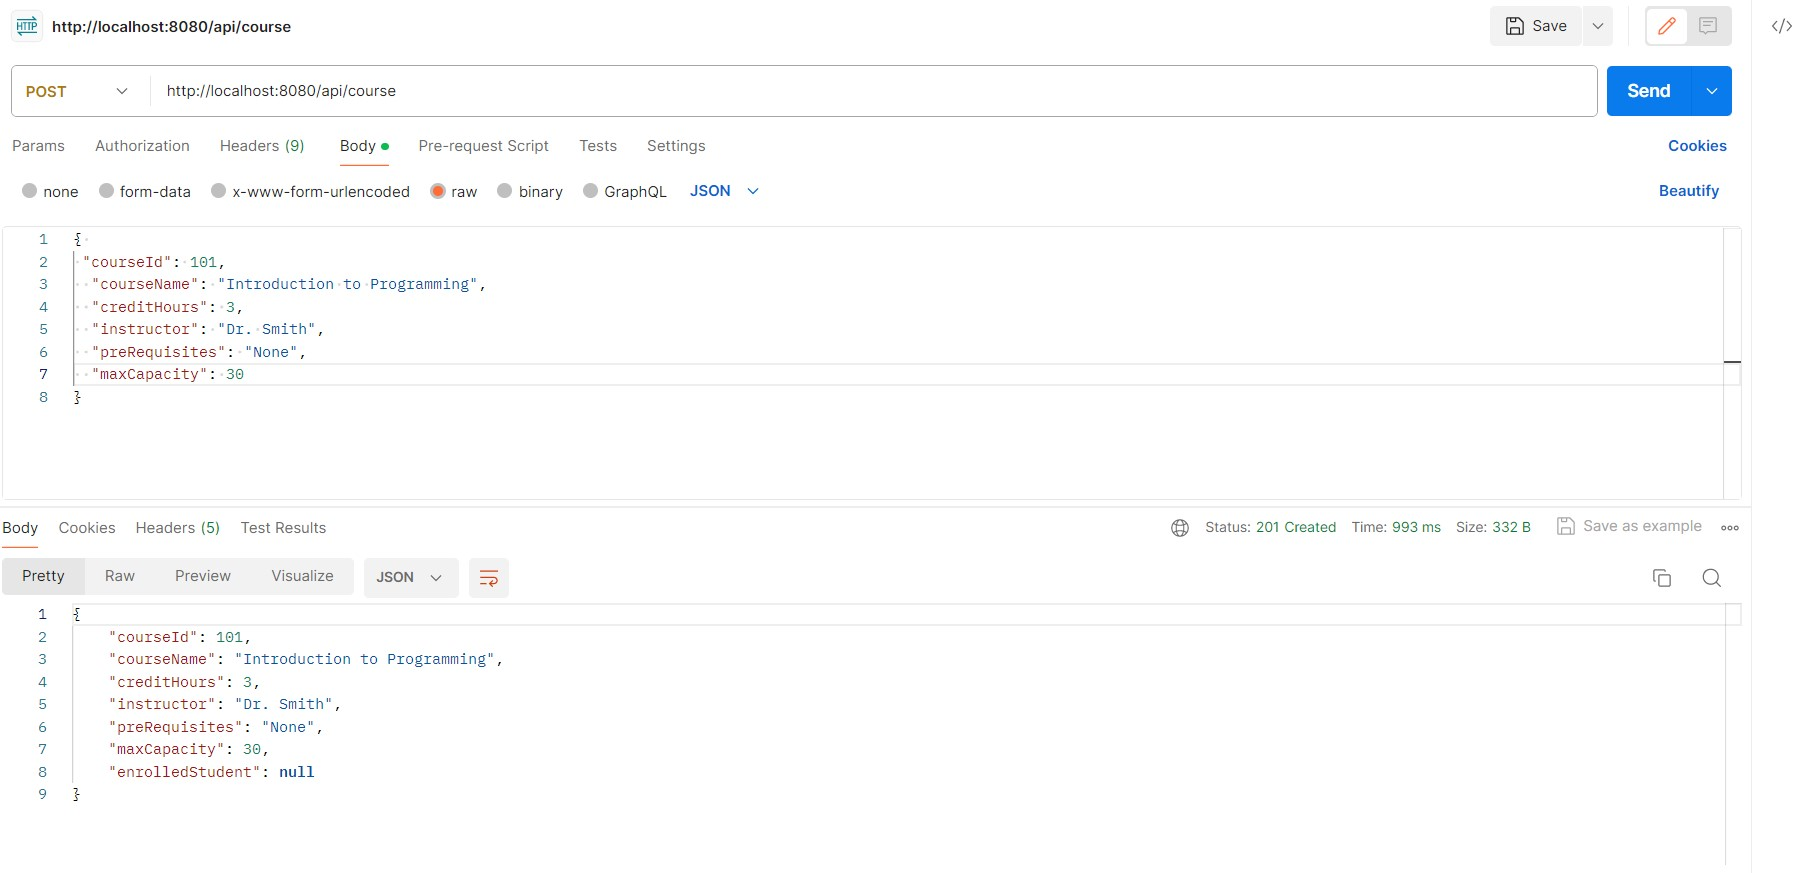 HTTP http://localhost:8080/api/course Save </>
POST http://localhost:8080/api/course Send
Params Authorization Headers (9) Body Pre-request Script Tests Settings Cookies
none form-data x-www-form-urlencoded raw binary GraphQL JSON Beautify
1 {
2 "courseId": 101,
3 "courseName": "Introduction to Programming",
4 "creditHours": 3,
5 "instructor": "Dr. Smith",
6 "preRequisites": "None",
7 "maxCapacity": 30
8 }
Body Cookies Headers (5) Test Results Status: 201 Created Time: 993 ms Size: 332 B Save as example
Pretty Raw Preview Visualize JSON
1 {
2 "courseId": 101,
3 "courseName": "Introduction to Programming",
4 "creditHours": 3,
5 "instructor": "Dr. Smith",
6 "preRequisites": "None",
7 "maxCapacity": 30,
8 "enrolledStudent": null
9 }